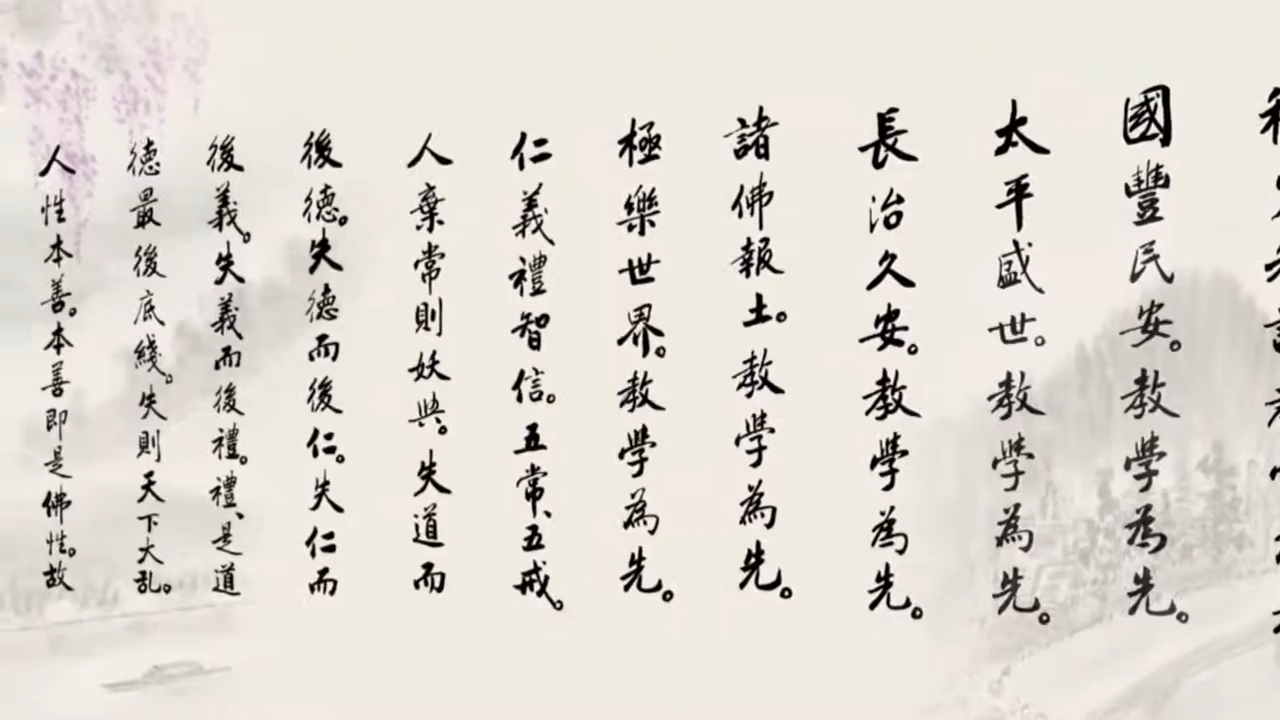 國豐民安。教學為先。
太平盛世。教學為先。
長治久安。教學為先。
諸佛報土。教學為先。
極樂世界。教學為先。
仁義禮智信。五常、五戒。
人棄常則妖興。失道而
後德。失德而後仁。失仁而
後義。失義而後禮。禮、是道
德最後底綫。失則天下大乱。
人性本善。本善即是佛性。故